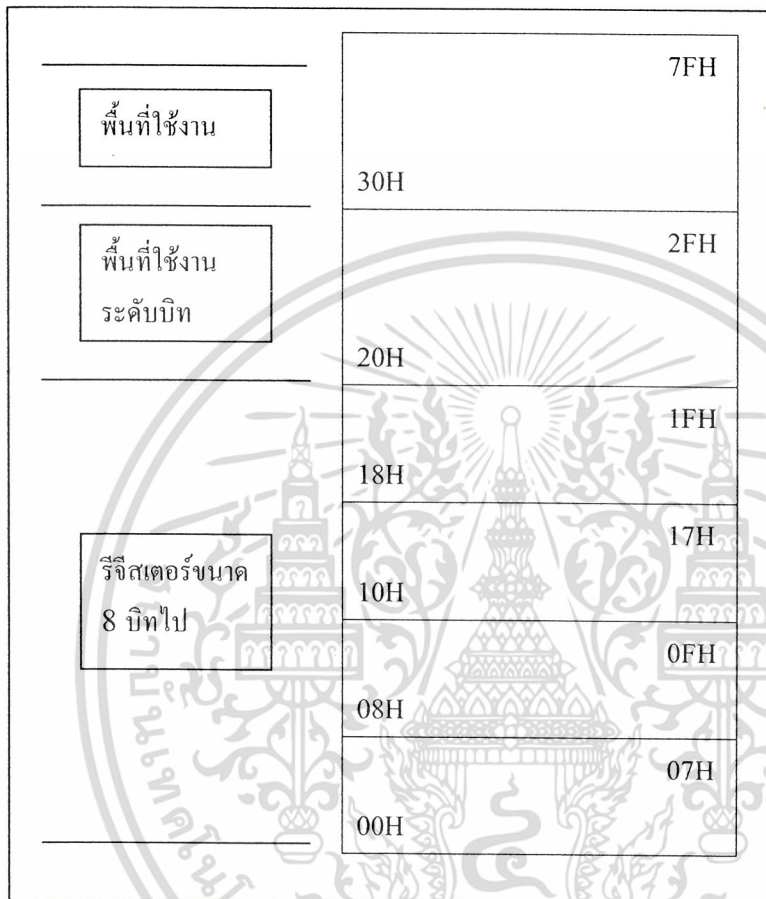 7FH
พื้นที่ใช้งาน
30H
พื้นที่ใช้งาน
ระดับบิท
2FH
20H
1FH
18H
รีจีสเตอร์ขนาด
8 บิทไป
17H
10H
0FH
08H
07H
00H